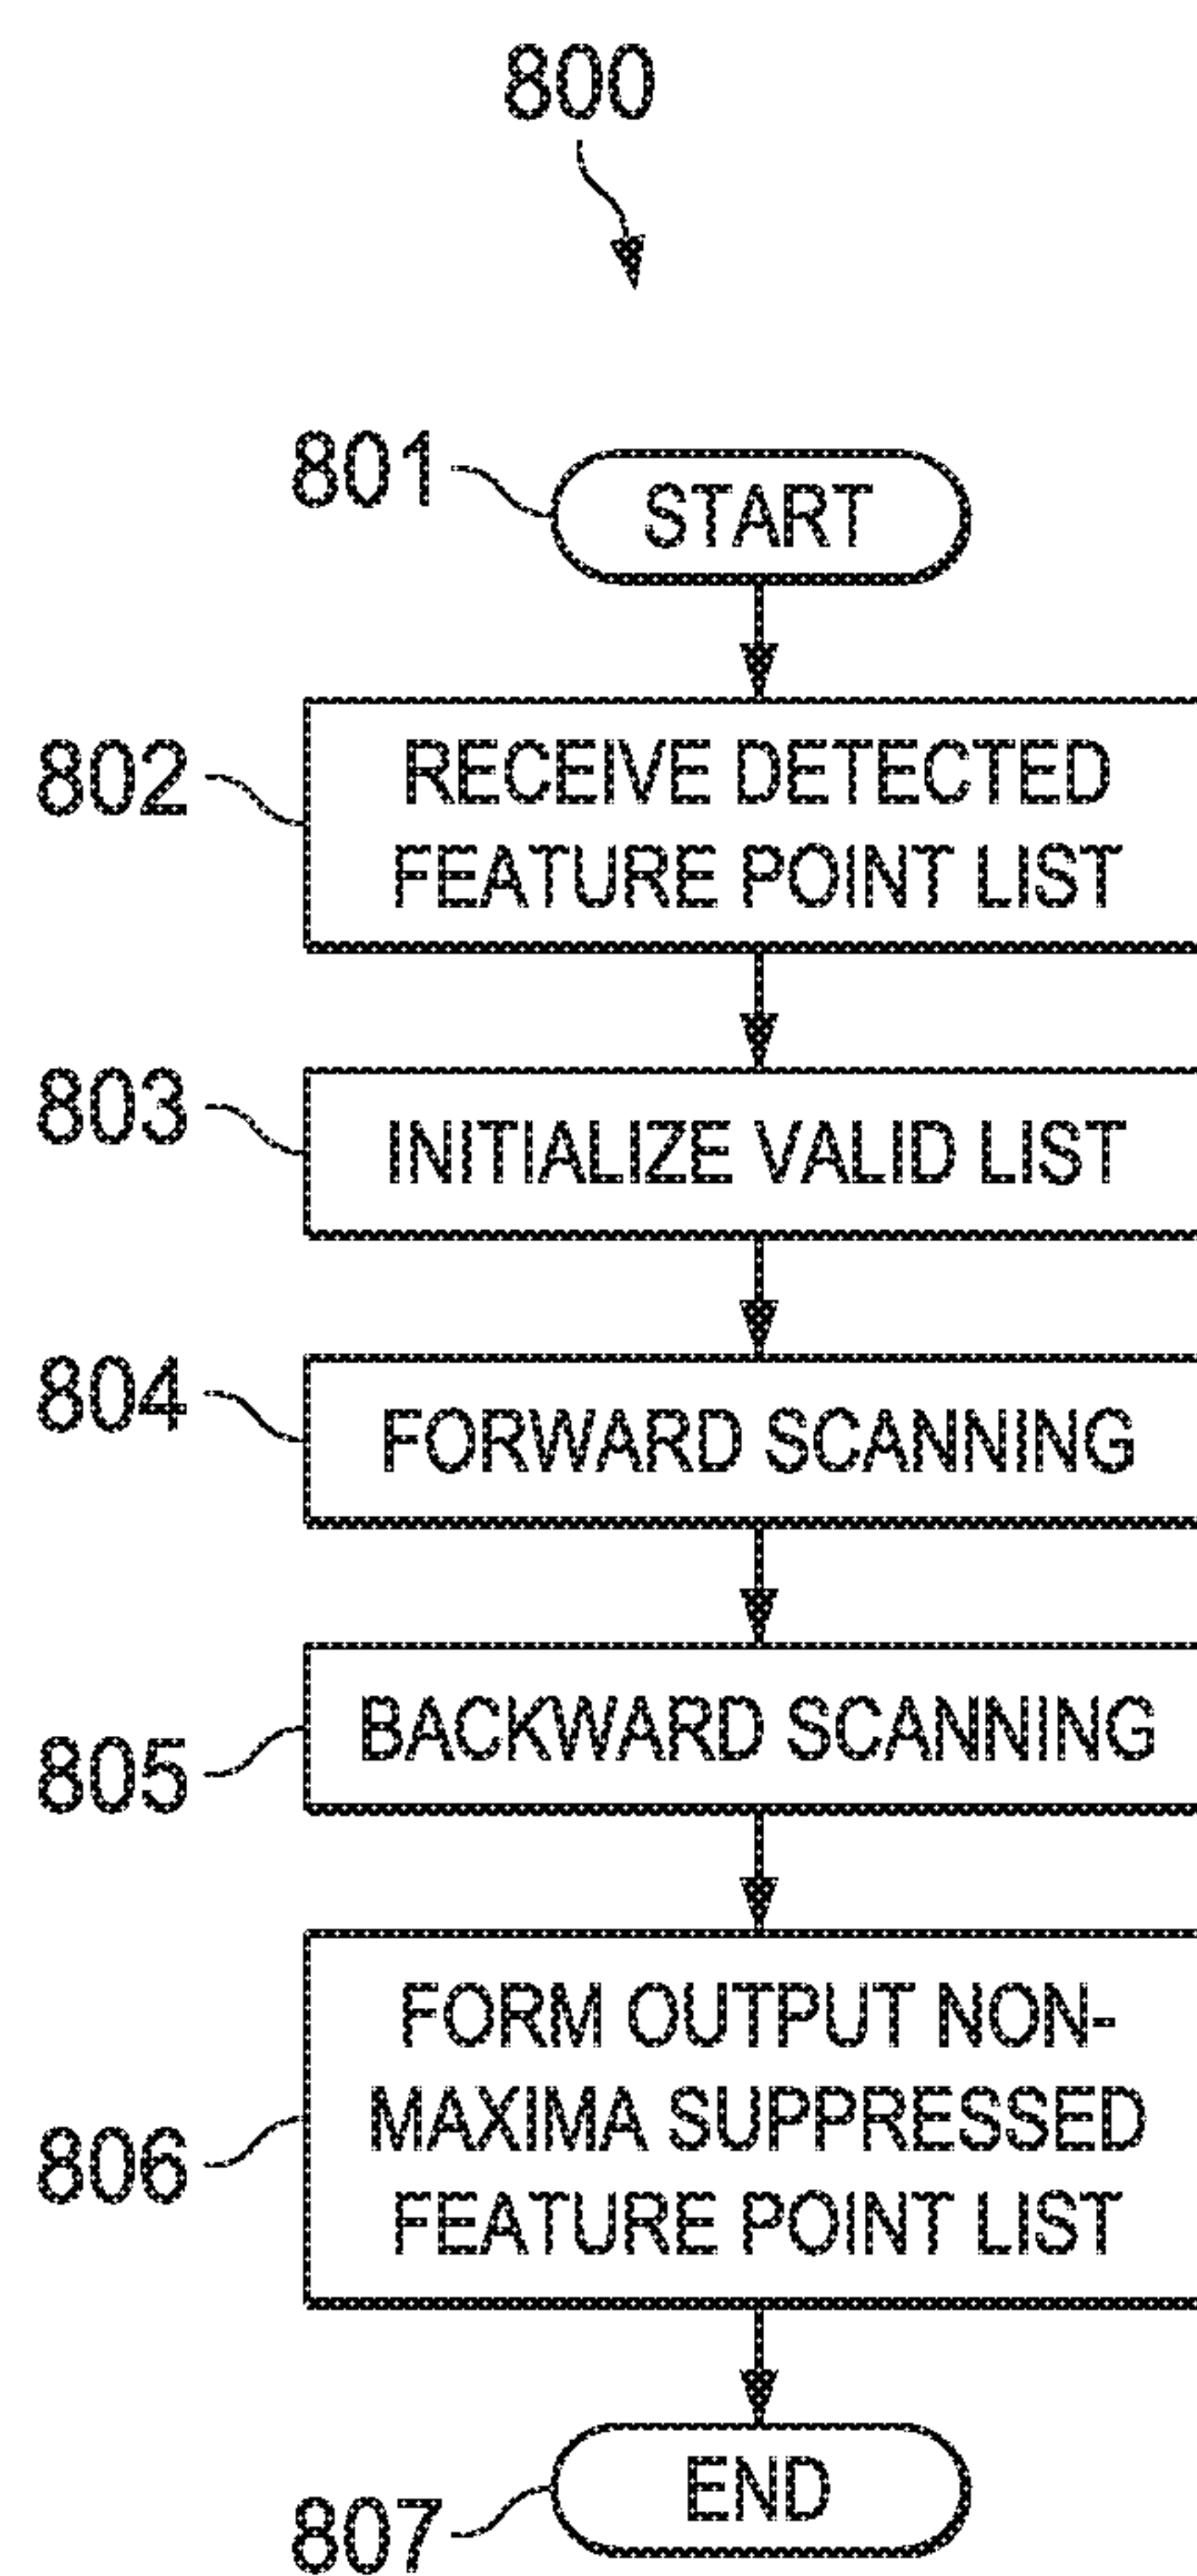 800
801
START
802
RECEIVE DETECTED
FEATURE POINT LIST
803
INITIALIZE VALID LIST
804
FORWARD SCANNING
805
BACKWARD SCANNING
806
FORM OUTPUT NON-
MAXIMA SUPPRESSED
FEATURE POINT LIST
807
END